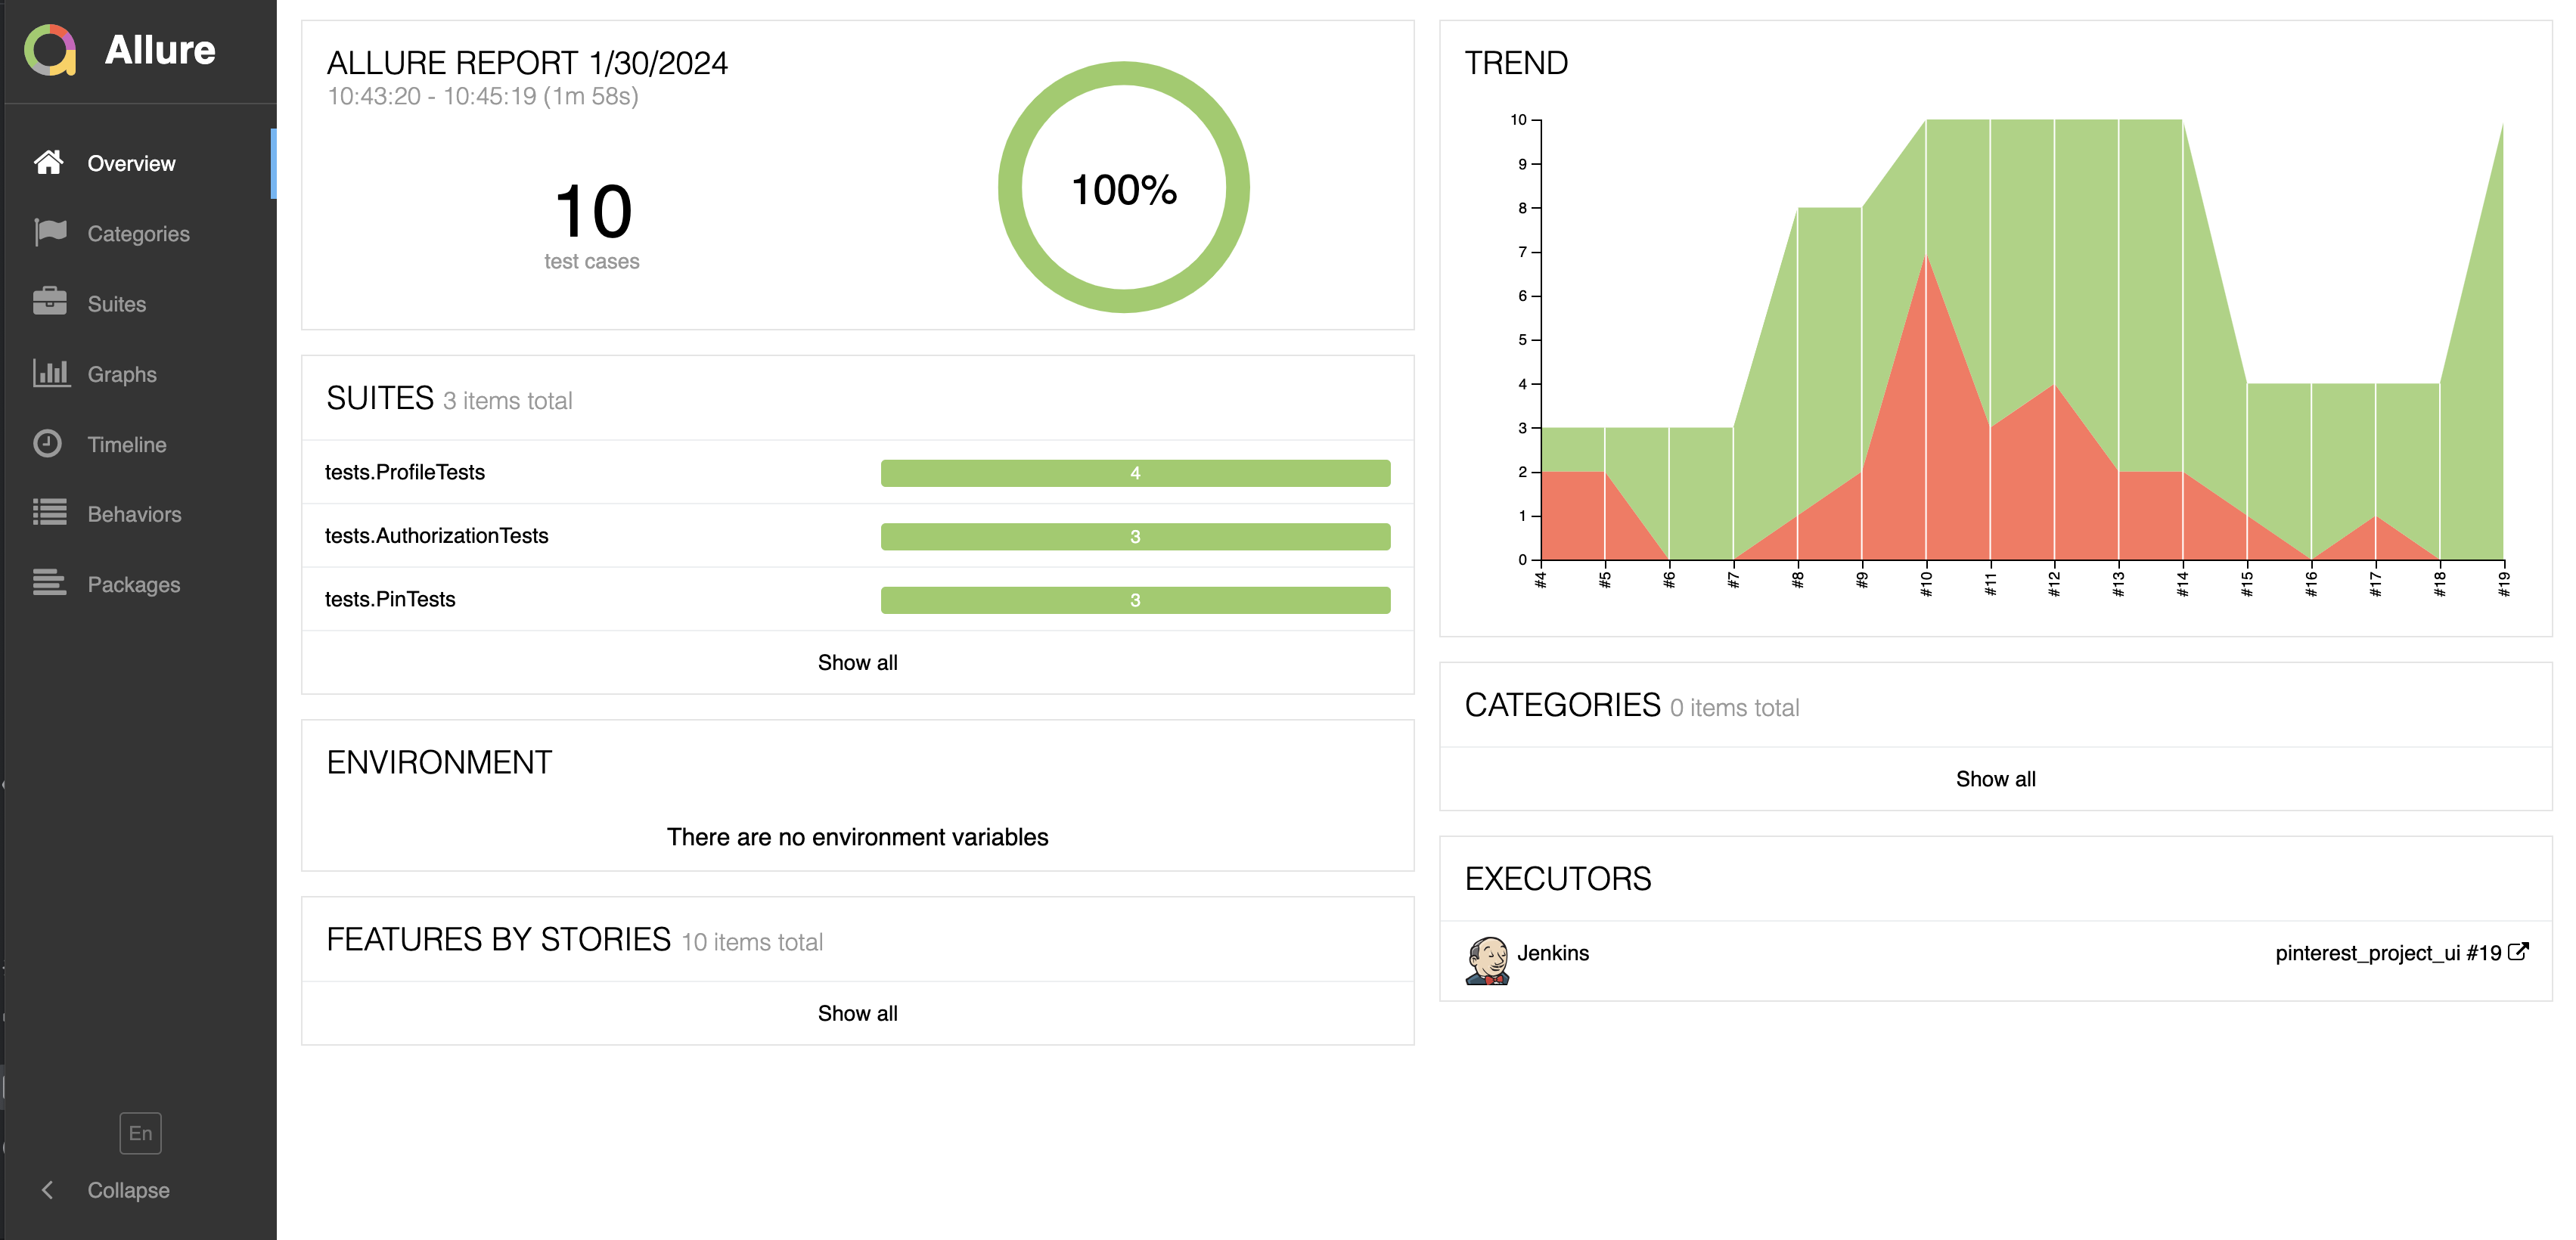 Allure
Overview
Categories
Suites
Graphs
Timeline
Behaviors
Packages
En
Collapse
ALLURE REPORT 1/30/2024
10:43:20 - 10:45:19 (1m 58s)
10
test cases
100%
SUITES 3 items total
tests.ProfileTests 4
tests.AuthorizationTests 3
tests.PinTests 3
Show all
ENVIRONMENT
There are no environment variables
FEATURES BY STORIES 10 items total
Show all
TREND
10
9
8
7
6
5
4
3
2
1
0
#4 #5 #6 #7 #8 #9 #10 #11 #12 #13 #14 #15 #16 #17 #18 #19
CATEGORIES 0 items total
Show all
EXECUTORS
Jenkins pinterest_project_ui #19